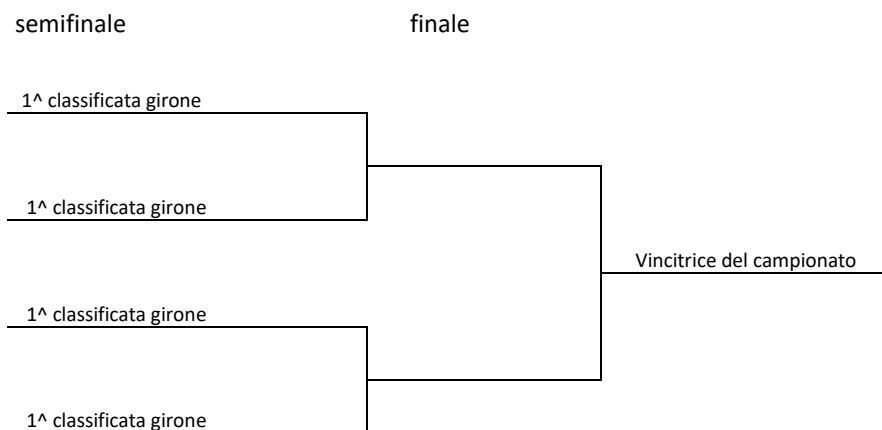 semifinale finale
1^ classificata girone
1^ classificata girone
Vincitrice del campionato
1^ classificata girone
1^ classificata girone